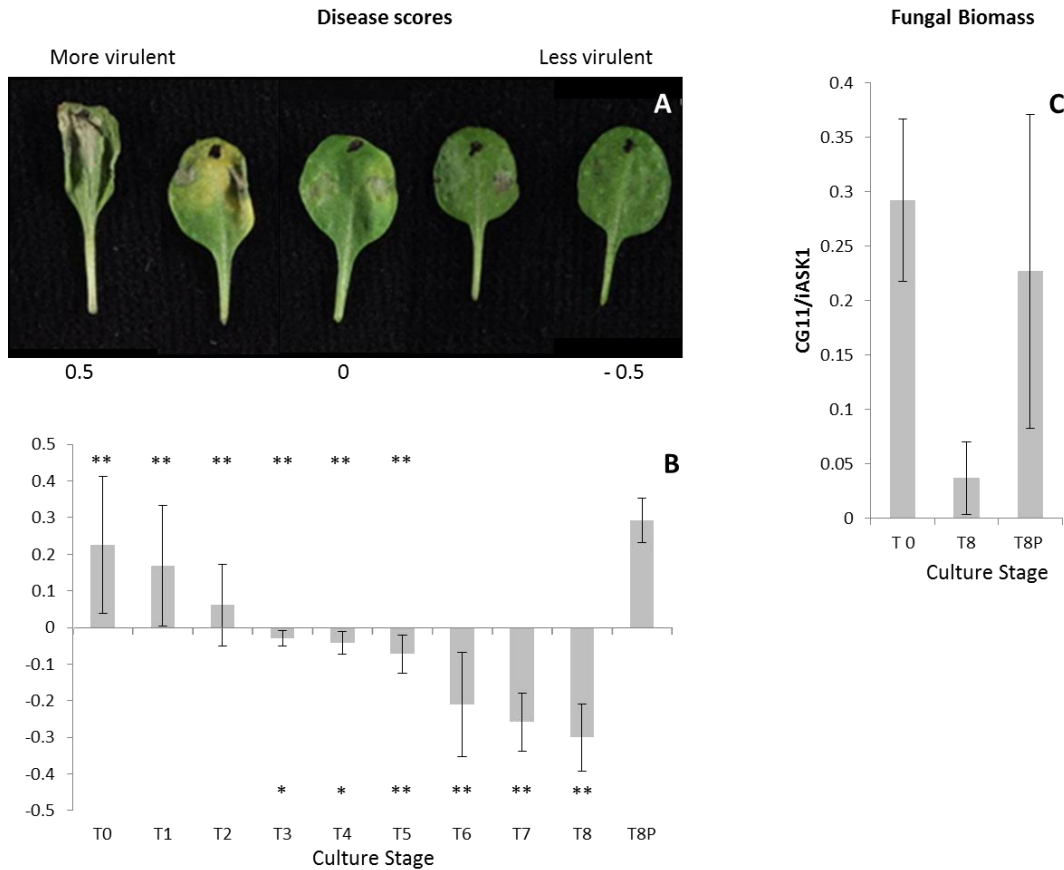 Disease scores
More virulent
Less virulent
A
0.5
0
- 0.5
B
0.5
0.4
0.3
0.2
0.1
0
-0.1
-0.2
-0.3
-0.4
-0.5
** ** ** ** ** **
* * ** ** ** **
T0 T1 T2 T3 T4 T5 T6 T7 T8 T8P
Culture Stage
Fungal Biomass
C
CG11/iASK1
0.4
0.35
0.3
0.25
0.2
0.15
0.1
0.05
0
T 0 T8 T8P
Culture Stage